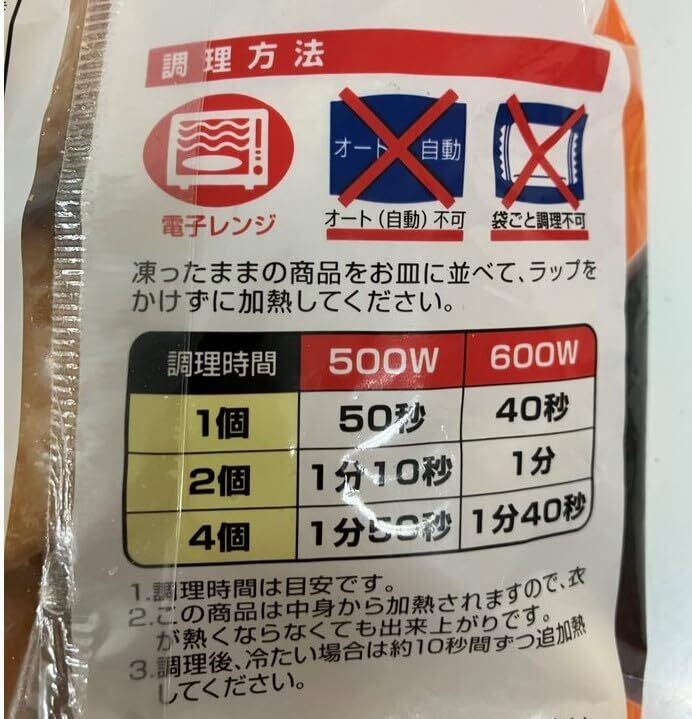 調理方法
オート 自動
電子レンジ
オート(自動)不可
袋ごと調理不可
凍ったままの商品をお皿に並べて、ラップを
かけずに加熱してください。
調理時間 500W 600W
1個 50秒 40秒
2個 1分10秒 1分
4個 1分50秒 1分40秒
1.調理時間は目安です。
2.この商品は中身から加熱されますので、衣
が熱くならなくても出来上がりです。
3.調理後、冷たい場合は約10秒間ずつ追加熱
してください。